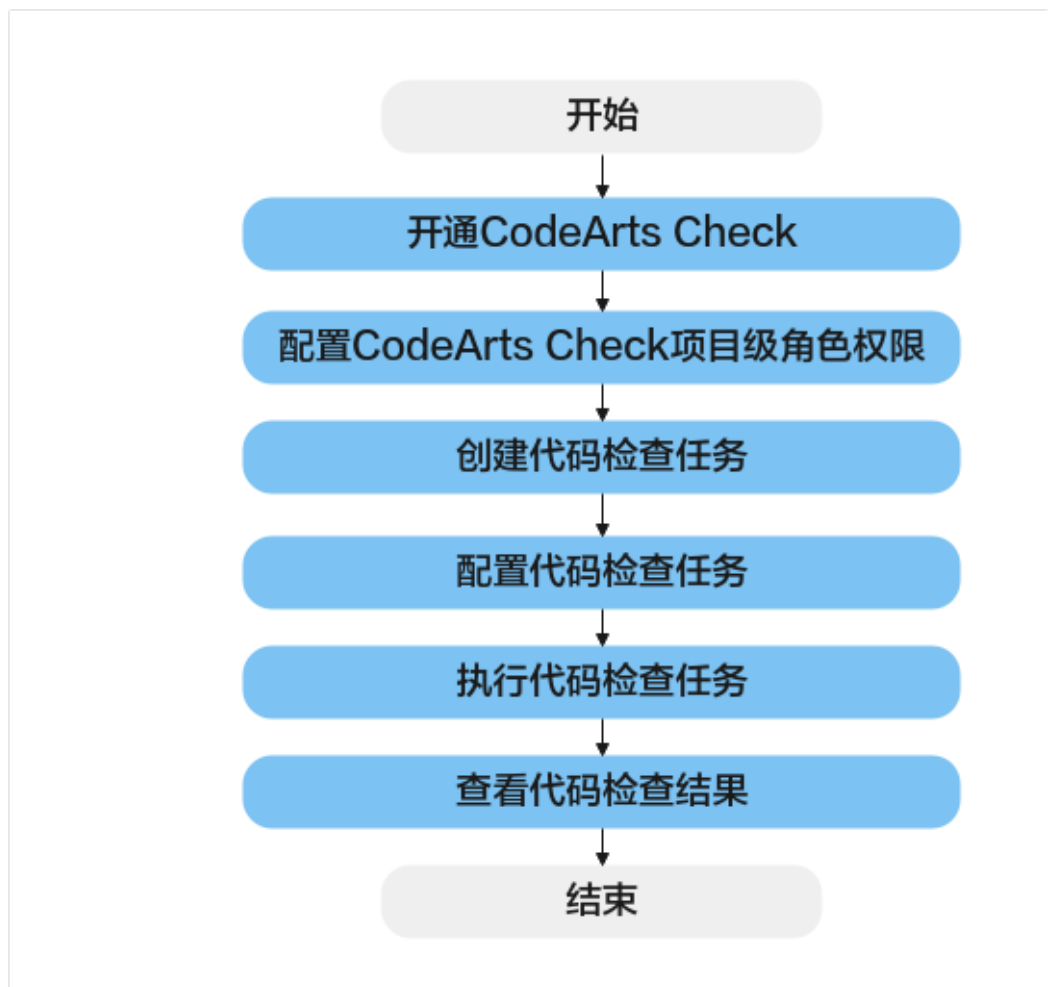 开始
开通CodeArts Check
配置CodeArts Check项目级角色权限
创建代码检查任务
配置代码检查任务
执行代码检查任务
查看代码检查结果
结束